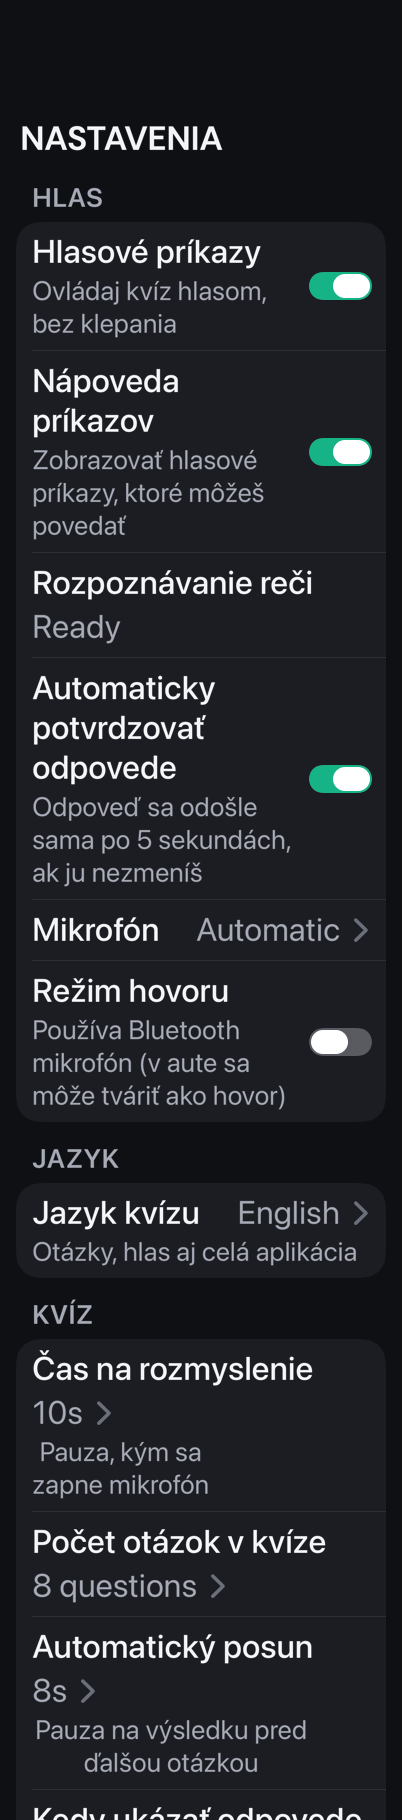 NASTAVENIA
HLAS
Hlasové príkazy
Ovládaj kvíz hlasom,
bez klepania
Nápoveda
príkazov
Zobrazovať hlasové
príkazy, ktoré môžeš
povedať
Rozpoznávanie reči
Ready
Automaticky
potvrdzovať
odpovede
Odpoveď sa odošle
sama po 5 sekundách,
ak ju nezmeníš
Mikrofón Automatic
Režim hovoru
Používa Bluetooth
mikrofón (v aute sa
môže tváriť ako hovor)
JAZYK
Jazyk kvízu English
Otázky, hlas aj celá aplikácia
KVÍZ
Čas na rozmyslenie
10s
Pauza, kým sa
zapne mikrofón
Počet otázok v kvíze
8 questions
Automatický posun
8s
Pauza na výsledku pred
ďalšou otázkou
Kedy ukázať odpovede